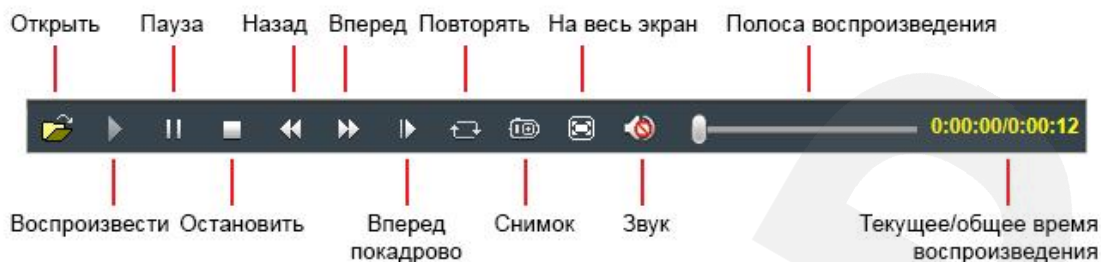 Открыть Пауза Назад Вперед Повторять На весь экран Полоса воспроизведения
0:00:00/0:00:12
Воспроизвести Остановить Вперед покадрово Снимок Звук Текущее/общее время воспроизведения